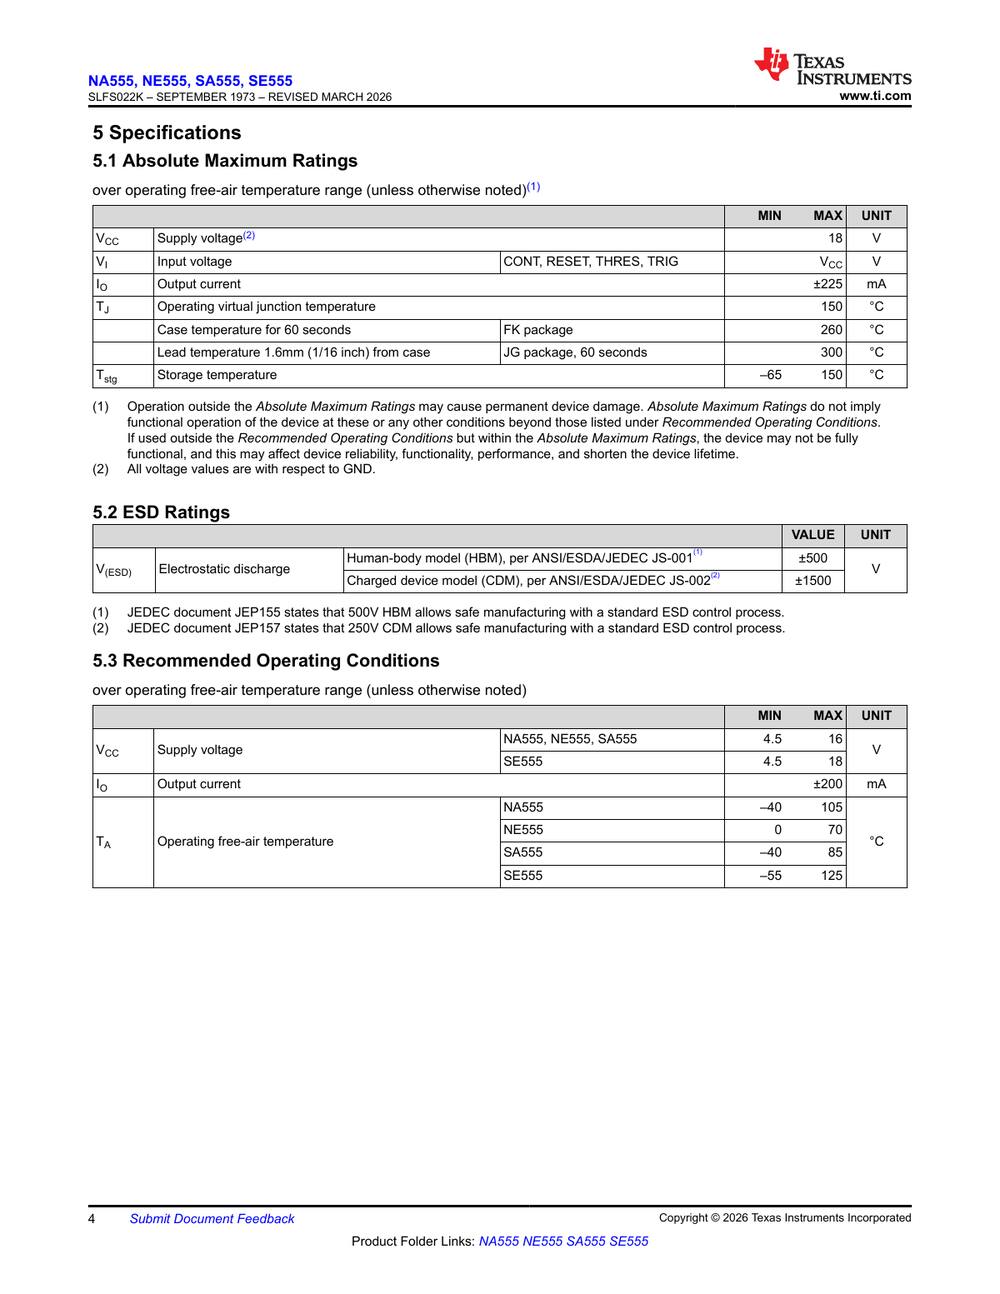 NA555, NE555, SA555, SE555
SLFS022K – SEPTEMBER 1973 – REVISED MARCH 2026
TEXAS
INSTRUMENTS
www.ti.com
5 Specifications
5.1 Absolute Maximum Ratings
over operating free-air temperature range (unless otherwise noted)(1)
MIN MAX UNIT
VCC Supply voltage(2) 18 V
VI Input voltage CONT, RESET, THRES, TRIG VCC V
IO Output current ±225 mA
TJ Operating virtual junction temperature 150 °C
Case temperature for 60 seconds FK package 260 °C
Lead temperature 1.6mm (1/16 inch) from case JG package, 60 seconds 300 °C
Tstg Storage temperature –65 150 °C
(1) Operation outside the Absolute Maximum Ratings may cause permanent device damage. Absolute Maximum Ratings do not imply
functional operation of the device at these or any other conditions beyond those listed under Recommended Operating Conditions.
If used outside the Recommended Operating Conditions but within the Absolute Maximum Ratings, the device may not be fully
functional, and this may affect device reliability, functionality, performance, and shorten the device lifetime.
(2) All voltage values are with respect to GND.
5.2 ESD Ratings
VALUE UNIT
V(ESD) Electrostatic discharge Human-body model (HBM), per ANSI/ESDA/JEDEC JS-001(1) ±500 V
Charged device model (CDM), per ANSI/ESDA/JEDEC JS-002(2) ±1500
(1) JEDEC document JEP155 states that 500V HBM allows safe manufacturing with a standard ESD control process.
(2) JEDEC document JEP157 states that 250V CDM allows safe manufacturing with a standard ESD control process.
5.3 Recommended Operating Conditions
over operating free-air temperature range (unless otherwise noted)
MIN MAX UNIT
VCC Supply voltage NA555, NE555, SA555 4.5 16 V
SE555 4.5 18
IO Output current ±200 mA
TA Operating free-air temperature NA555 –40 105 °C
NE555 0 70
SA555 –40 85
SE555 –55 125
4 Submit Document Feedback Copyright © 2026 Texas Instruments Incorporated
Product Folder Links: NA555 NE555 SA555 SE555